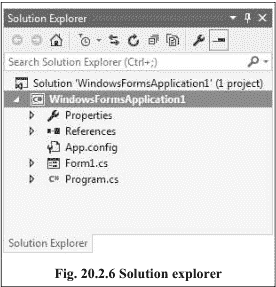 Solution Explorer
Search Solution Explorer (Ctrl+;)
Solution 'WindowsFormsApplication1' (1 project)
WindowsFormsApplication1
Properties
References
App.config
Form1.cs
C# Program.cs
Solution Explorer
Fig. 20.2.6 Solution explorer